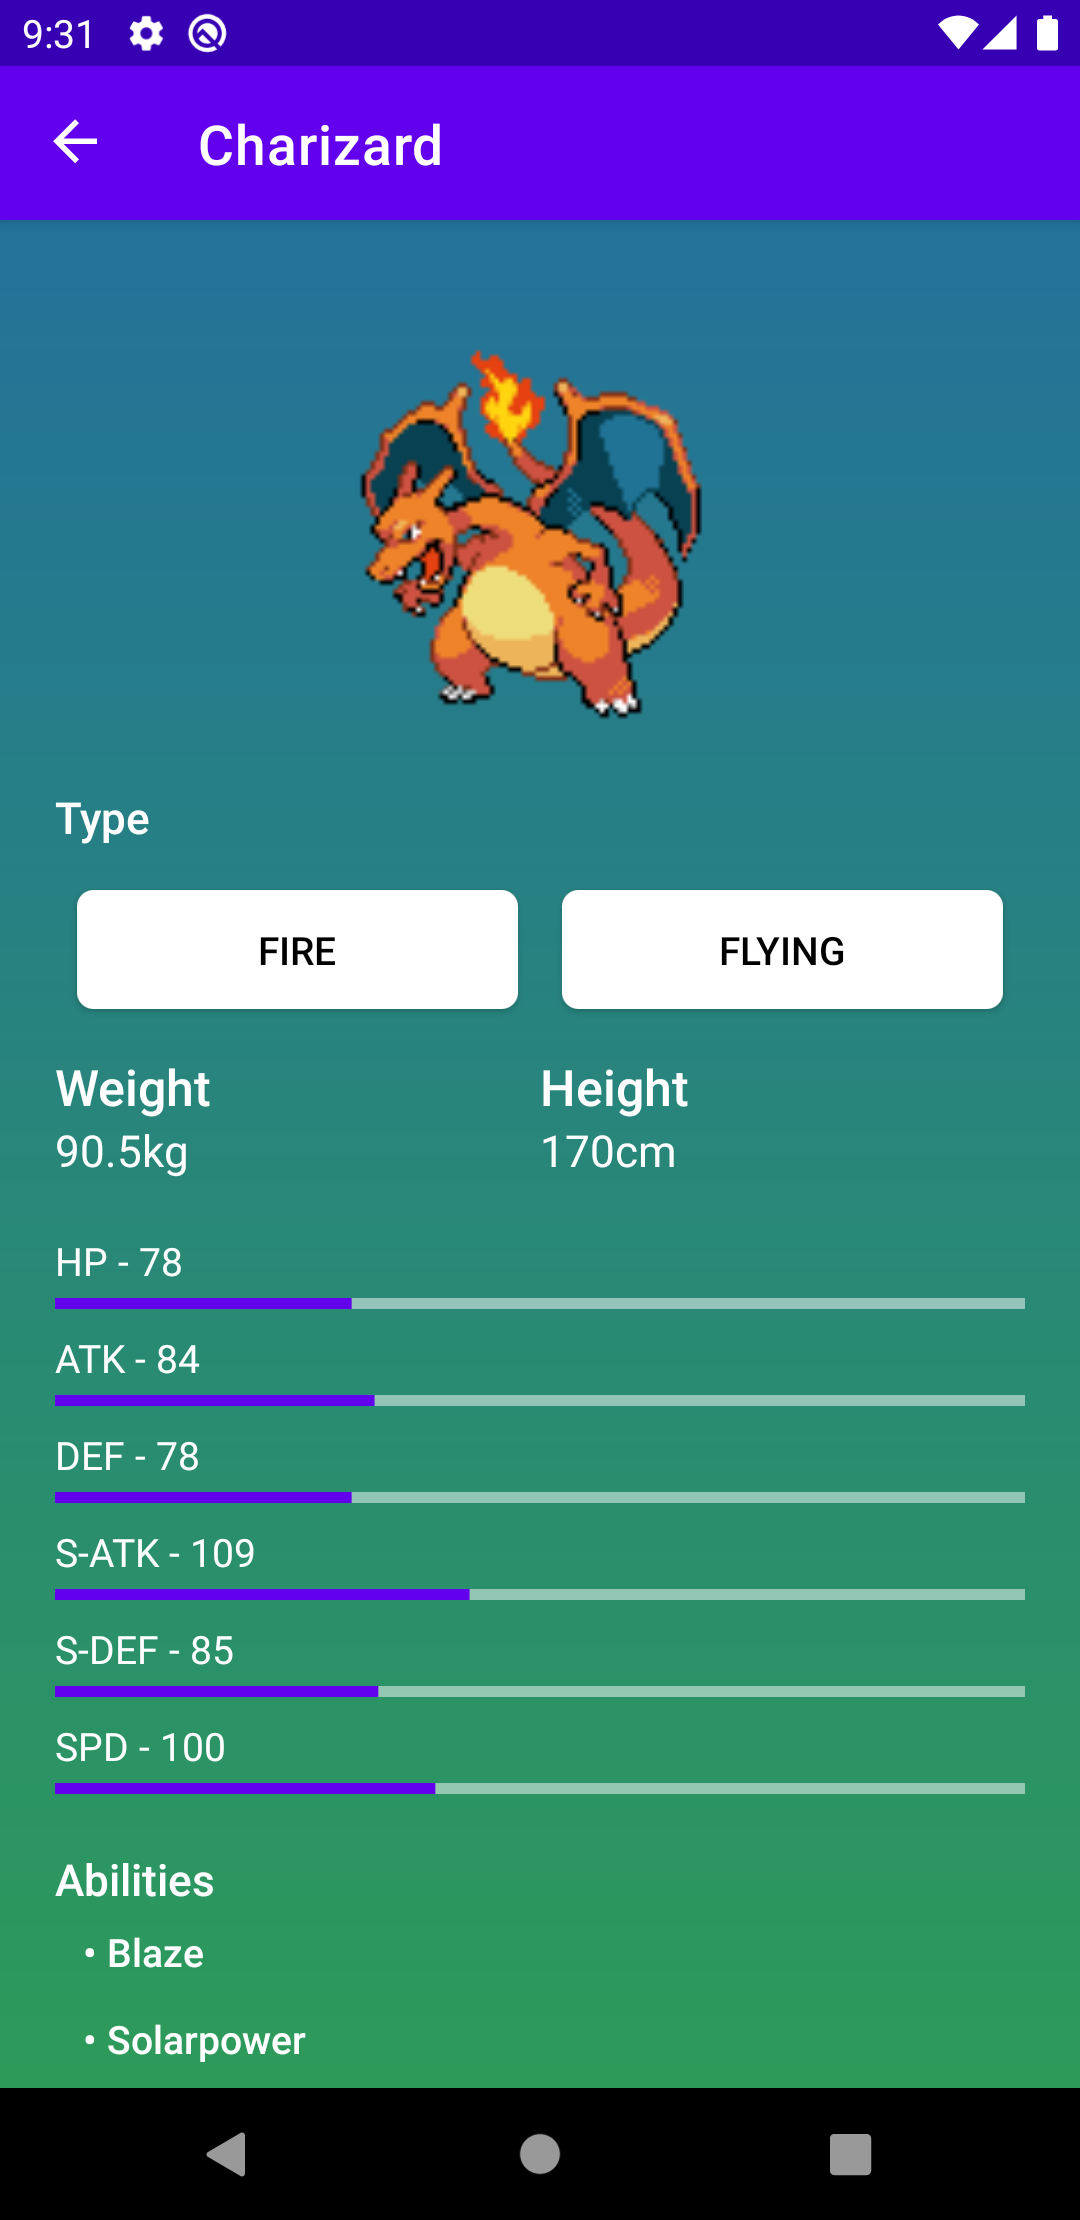 9:31
Charizard
Type
FIRE FLYING
Weight Height
90.5kg 170cm
HP - 78
ATK - 84
DEF - 78
S-ATK - 109
S-DEF - 85
SPD - 100
Abilities
• Blaze
• Solarpower